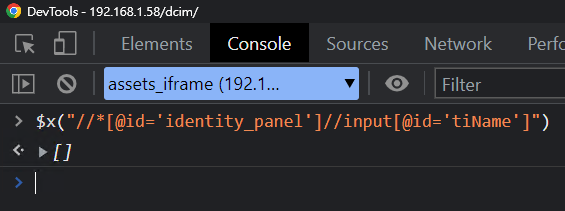 DevTools - 192.168.1.58/dcim/
Elements Console Sources Network Perfo
assets_iframe (192.1... Filter
$x("//*[@id='identity_panel']//input[@id='tiName']")
[]